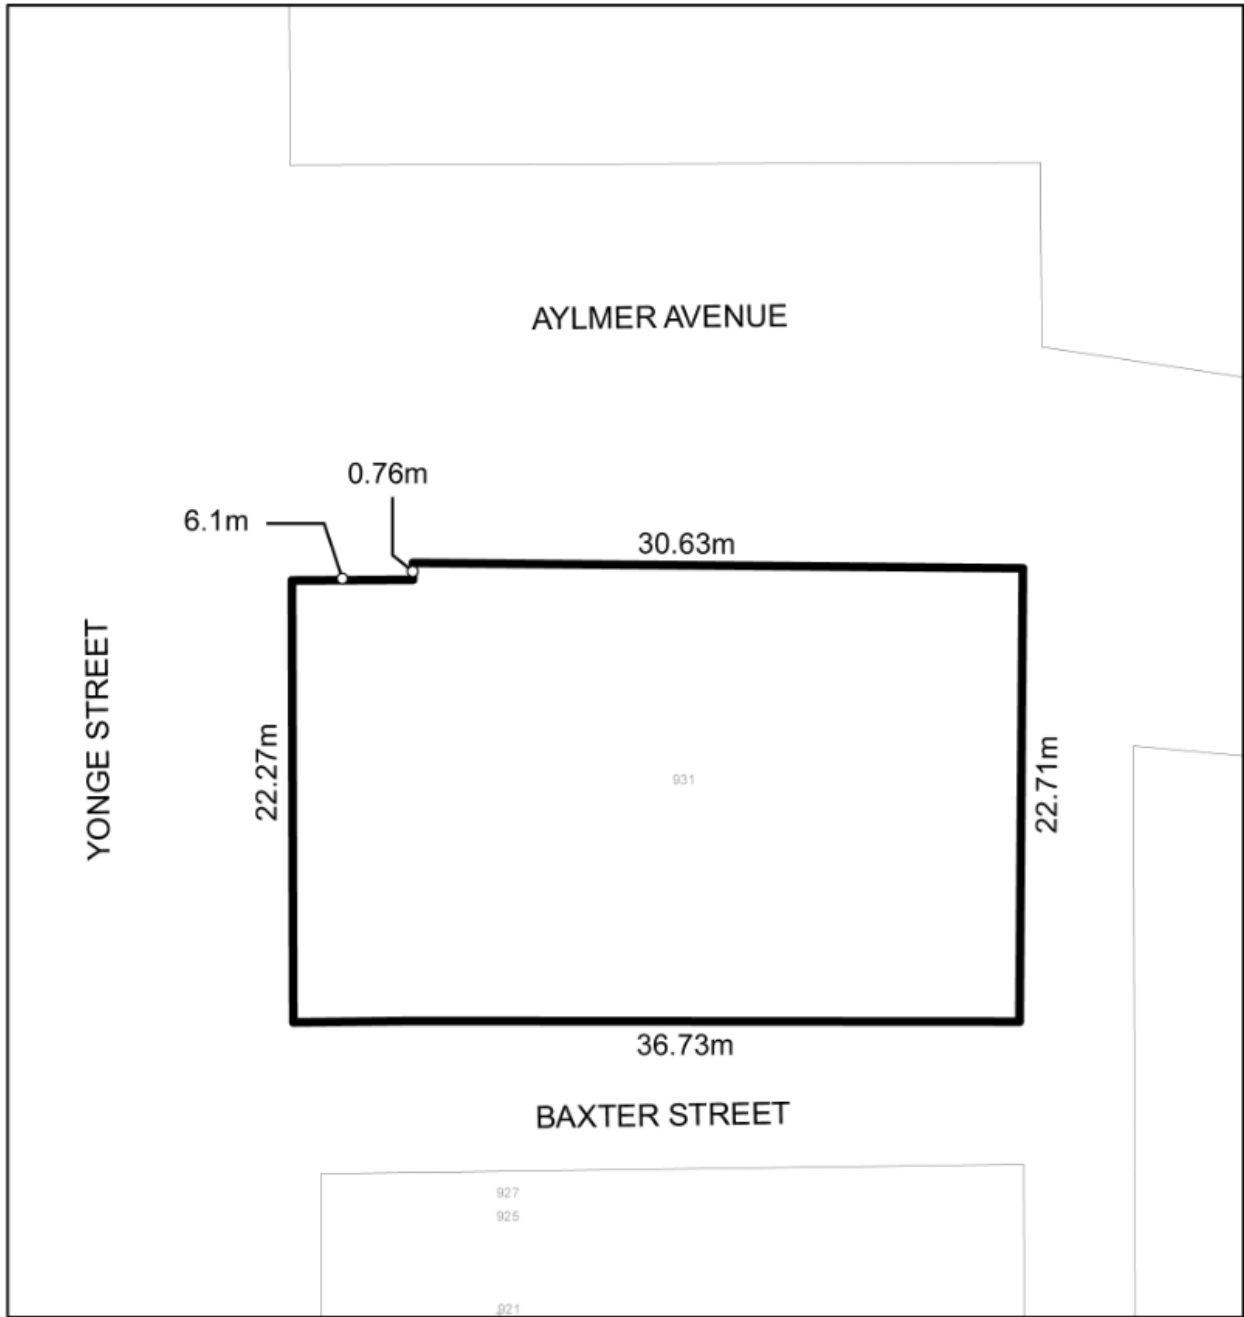 AYLMER AVENUE
0.76m
6.1m
30.63m
YONGE STREET
22.27m
931
22.71m
36.73m
BAXTER STREET
927
925
921